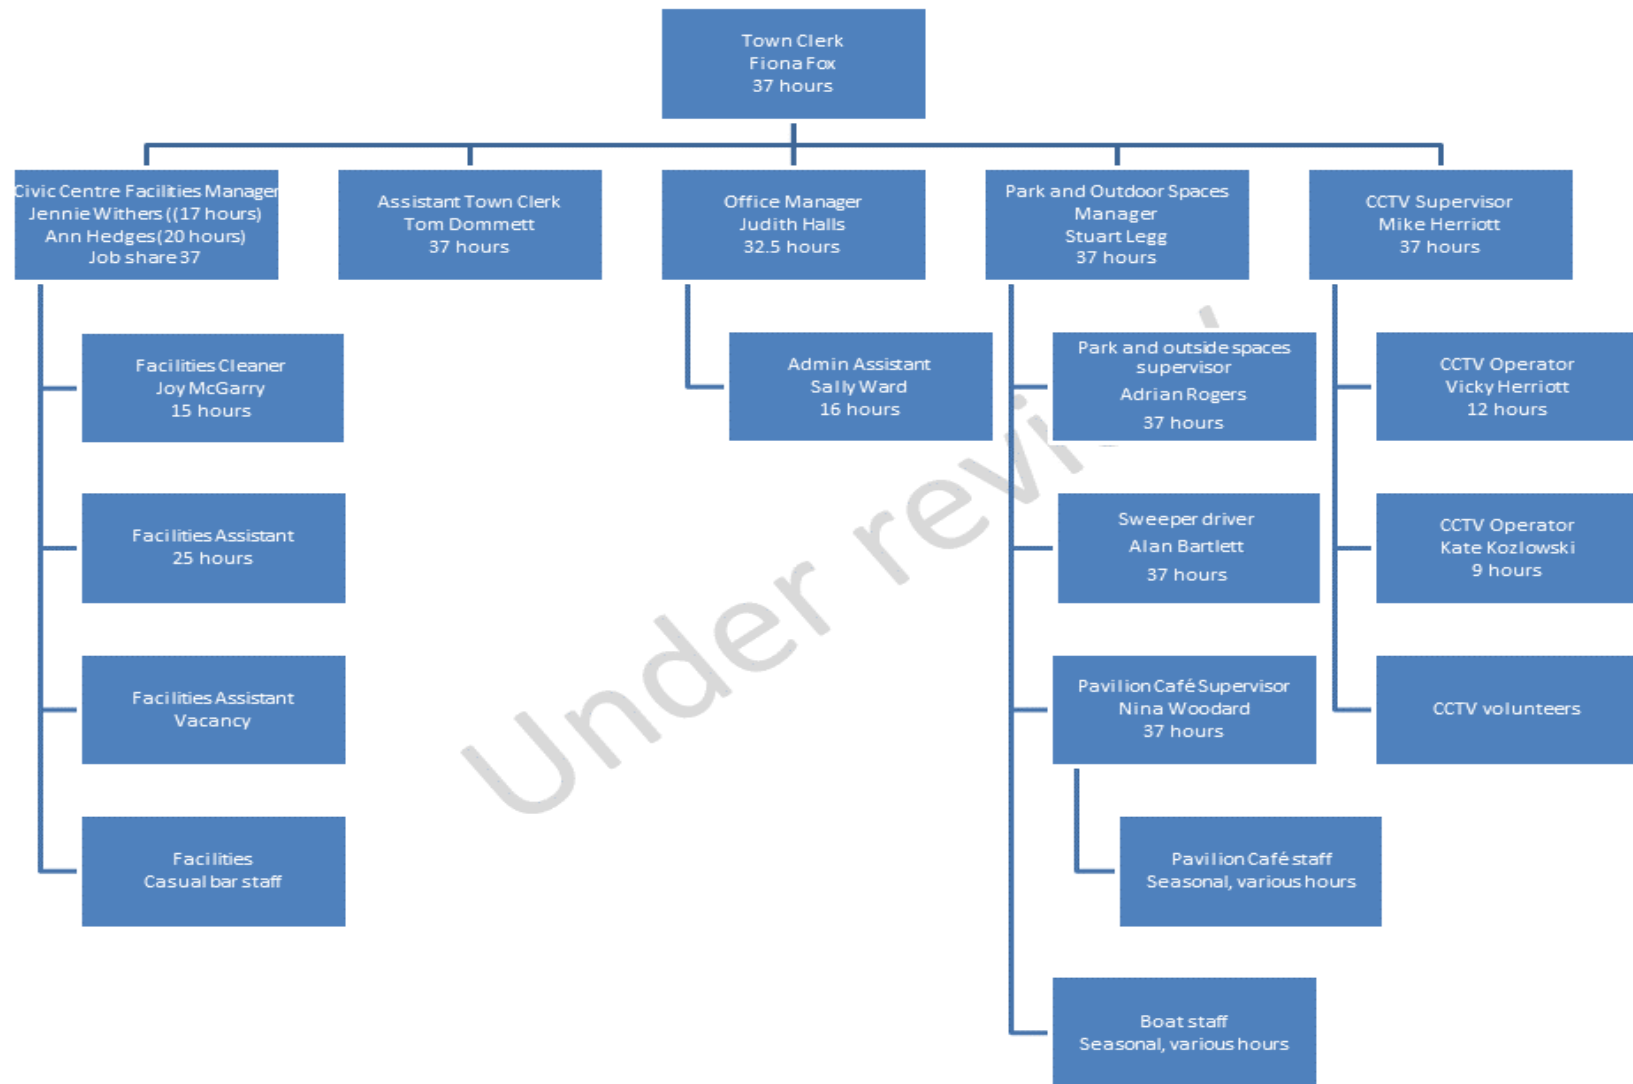 Town Clerk
Fiona Fox
37 hours
Civic Centre Facilities Manager
Jennie Withers ((17 hours)
Ann Hedges (20 hours)
Job share 37
Assistant Town Clerk
Tom Dommett
37 hours
Office Manager
Judith Halls
32.5 hours
Park and Outdoor Spaces
Manager
Stuart Legg
37 hours
CCTV Supervisor
Mike Herriott
37 hours
Facilities Cleaner
Joy McGarry
15 hours
Facilities Assistant
25 hours
Facilities Assistant
Vacancy
Facilities
Casual bar staff
Admin Assistant
Sally Ward
16 hours
Park and outside spaces
supervisor
Adrian Rogers
37 hours
Sweeper driver
Alan Bartlett
37 hours
Pavilion Café Supervisor
Nina Woodard
37 hours
Pavilion Café staff
Seasonal, various hours
Boat staff
Seasonal, various hours
CCTV Operator
Vicky Herriott
12 hours
CCTV Operator
Kate Kozlowski
9 hours
CCTV volunteers
Under